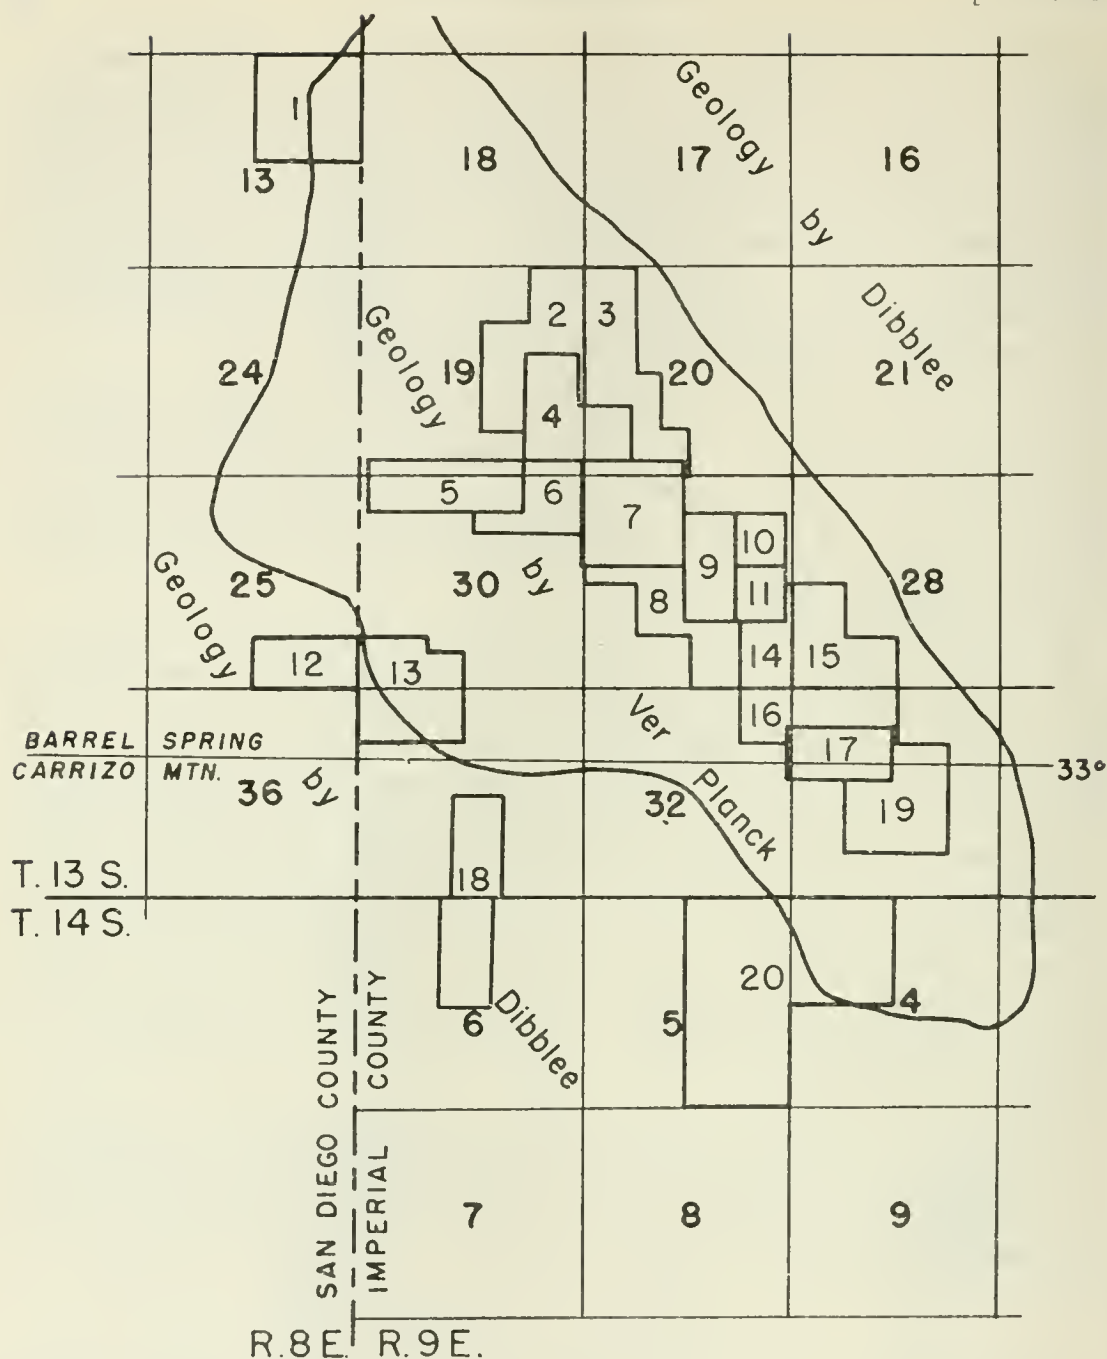 1
Geology
13 18 17 16
by
2 3
Geology
Dibblee
24 19 20 21
4
by
5 6 7
10
9
Geology
25 30 by 8 11 28
12 13 14 15
Ver 16
BARREL SPRING
17
CARRIZO MTN.
33°
36 by 32 Planck 19
18
T. 13 S.
T. 14 S.
20
6 Dibblee 5 4
SAN DIEGO COUNTY
IMPERIAL COUNTY
7 8 9
R. 8 E. R. 9 E.